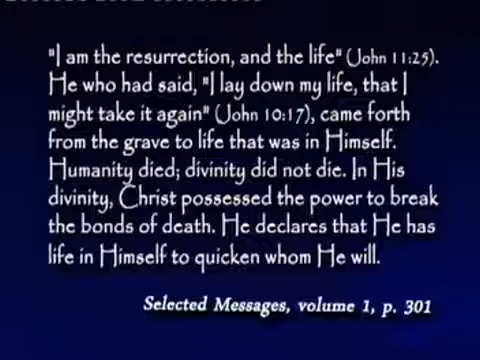 "I am the resurrection, and the life" (John 11:25).
He who had said, "I lay down my life, that I
might take it again" (John 10:17), came forth
from the grave to life that was in Himself.
Humanity died; divinity did not die. In His
divinity, Christ possessed the power to break
the bonds of death. He declares that He has
life in Himself to quicken whom He will.
Selected Messages, volume 1, p. 301